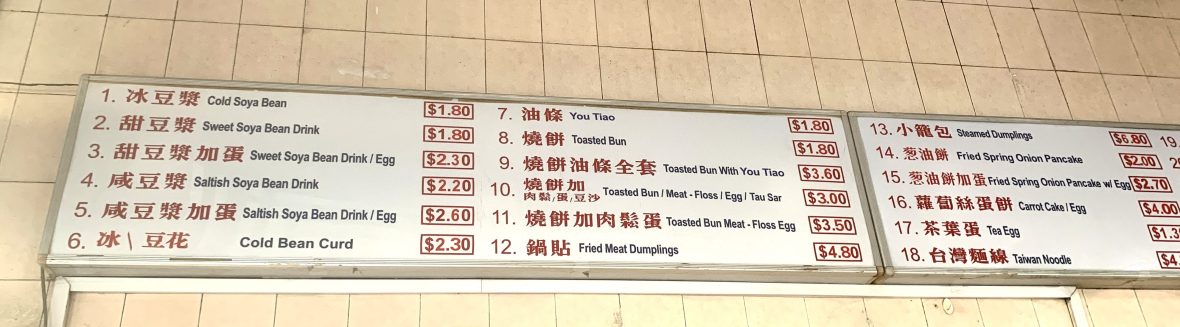 1. 冰豆漿 Cold Soya Bean $1.80
2. 甜豆漿 Sweet Soya Bean Drink $1.80
3. 甜豆漿加蛋 Sweet Soya Bean Drink / Egg $2.30
4. 咸豆漿 Saltish Soya Bean Drink $2.20
5. 咸豆漿加蛋 Saltish Soya Bean Drink / Egg $2.60
6. 冰\豆花 Cold Bean Curd $2.30
7. 油條 You Tiao $1.80
8. 燒餅 Toasted Bun $1.80
9. 燒餅油條全套 Toasted Bun With You Tiao $3.60
10. 燒餅加
肉鬆/蛋/豆沙 Toasted Bun / Meat - Floss / Egg / Tau Sar $3.00
11. 燒餅加肉鬆蛋 Toasted Bun Meat - Floss Egg $3.50
12. 鍋貼 Fried Meat Dumplings $4.80
13. 小籠包 Steamed Dumplings $6.80 19.
14. 葱油餅 Fried Spring Onion Pancake $2.00
15. 葱油餅加蛋 Fried Spring Onion Pancake w/ Egg $2.70
16. 蘿蔔絲蛋餅 Carrot Cake / Egg $4.00
17. 茶葉蛋 Tea Egg $1.3
18. 台灣麵線 Taiwan Noodle $4.